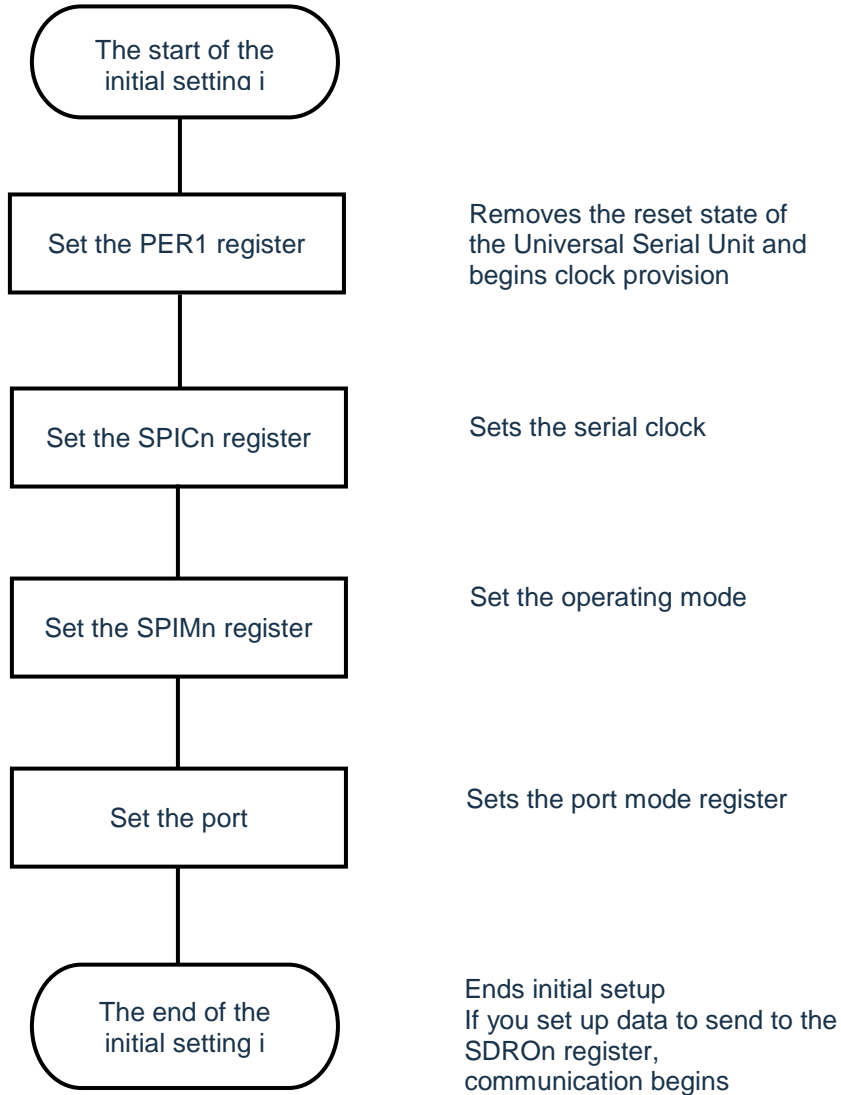 The start of the
initial setting i
Set the PER1 register
Removes the reset state of
the Universal Serial Unit and
begins clock provision
Set the SPICn register
Sets the serial clock
Set the SPIMn register
Set the operating mode
Set the port
Sets the port mode register
The end of the
initial setting i
Ends initial setup
If you set up data to send to the
SDROn register,
communication begins